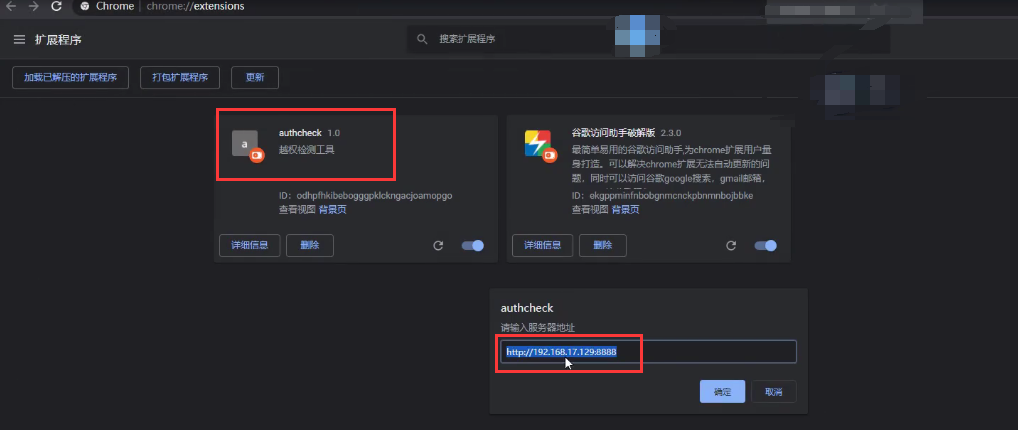 Chrome | chrome://extensions
扩展程序
搜索扩展程序
加载已解压的扩展程序
打包扩展程序
更新
a
authcheck 1.0
越权检测工具
ID: odhpfhkibebogggpklckngacjoamopgo
查看视图 背景页
详细信息
删除
谷歌访问助手破解版 2.3.0
最简单易用的谷歌访问助手,为chrome扩展用户量
身打造。可以解决chrome扩展无法自动更新的问
题，同时可以访问谷歌google搜索，gmail邮箱，
ID: ekgppminfnbobgnmcnckpbnmnbojbbke
查看视图 背景页
详细信息
删除
authcheck
请输入服务器地址
http://192.168.17.129:8888
确定
取消